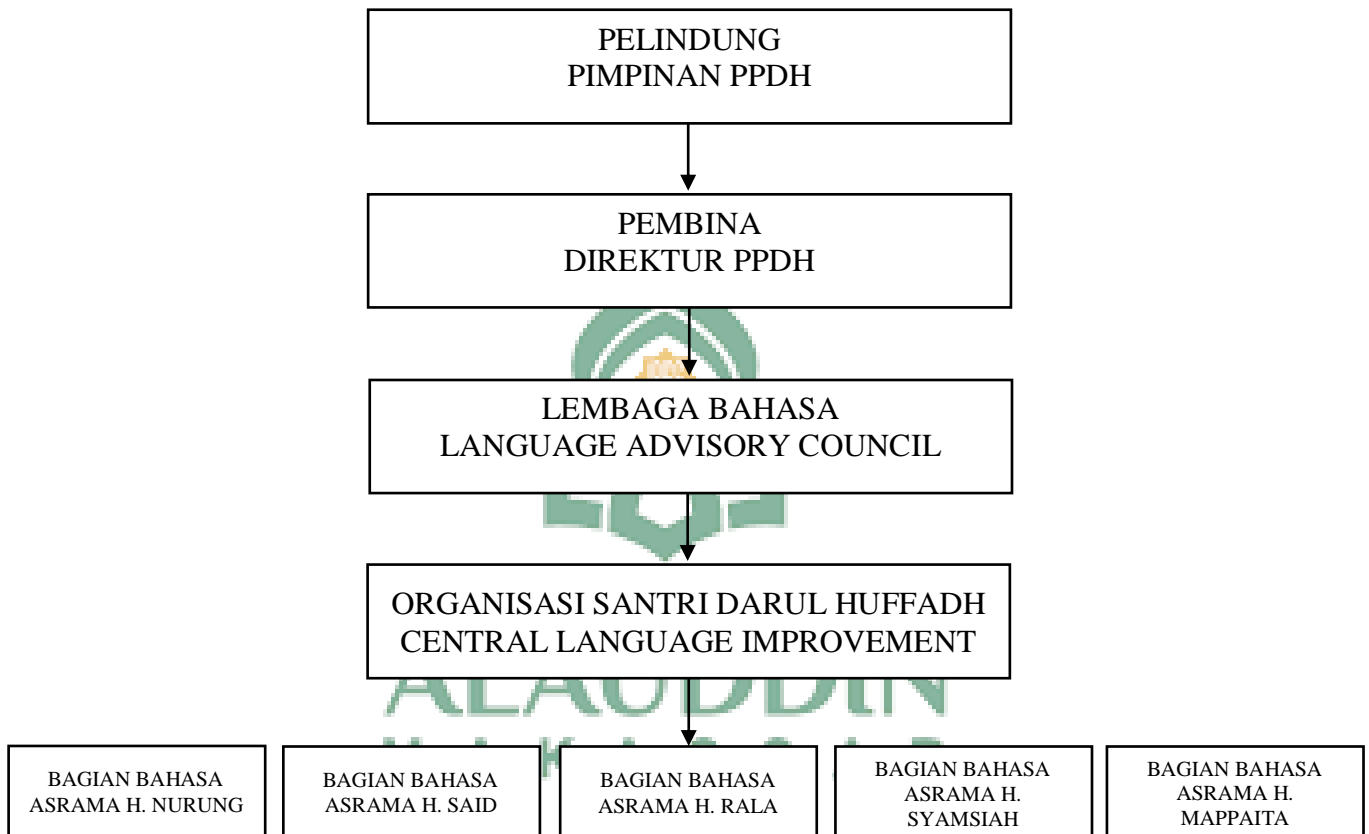 PELINDUNG
PIMPINAN PPDH
PEMBINA
DIREKTUR PPDH
LEMBAGA BAHASA
LANGUAGE ADVISORY COUNCIL
ORGANISASI SANTRI DARUL HUFFADH
CENTRAL LANGUAGE IMPROVEMENT
ALAUDDIN
BAGIAN BAHASA
ASRAMA H. NURUNG
BAGIAN BAHASA
ASRAMA H. SAID
BAGIAN BAHASA
ASRAMA H. RALA
BAGIAN BAHASA
ASRAMA H.
SYAMSIAH
BAGIAN BAHASA
ASRAMA H.
MAPPAITA